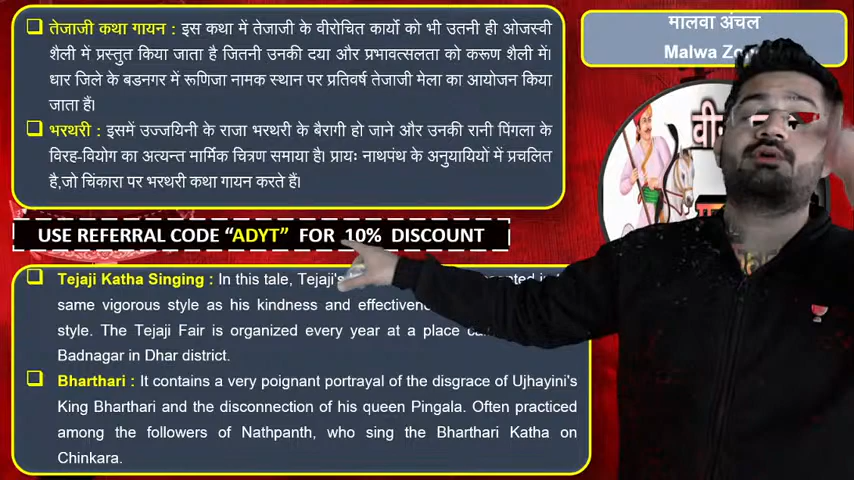 तेजाजी कथा गायन : इस कथा में तेजाजी के वीरोचित कार्यो को भी उतनी ही ओजस्वी
शैली में प्रस्तुत किया जाता है जितनी उनकी दया और प्रभावत्सलता को करूण शैली में।
धार जिले के बडनगर में रूणिजा नामक स्थान पर प्रतिवर्ष तेजाजी मेला का आयोजन किया
जाता हैं।
भरथरी : इसमें उज्जयिनी के राजा भरथरी के बैरागी हो जाने और उनकी रानी पिंगला के
विरह-वियोग का अत्यन्त मार्मिक चित्रण समाया है। प्रायः नाथपंथ के अनुयायियों में प्रचलित
है,जो चिंकारा पर भरथरी कथा गायन करते हैं।
मालवा अंचल
Malwa
USE REFERRAL CODE “ADYT” FOR 10% DISCOUNT
Tejaji Katha Singing : In this tale, Tejaji's
same vigorous style as his kindness and
style. The Tejaji Fair is organized every year at a place
Badnagar in Dhar district.
Bharthari : It contains a very poignant portrayal of the disgrace of Ujhayini's
King Bharthari and the disconnection of his queen Pingala. Often practiced
among the followers of Nathpanth, who sing the Bharthari Katha on
Chinkara.